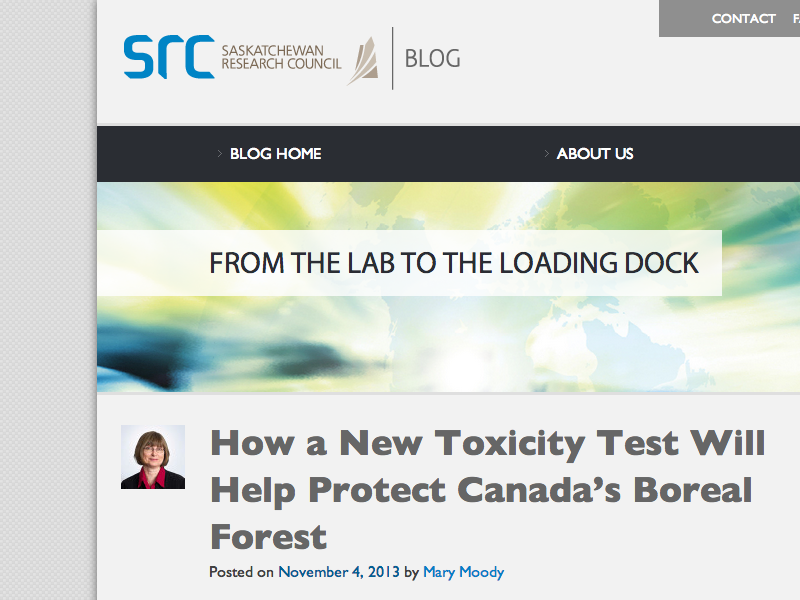 CONTACT
src SASKATCHEWAN
RESEARCH COUNCIL
BLOG
BLOG HOME
ABOUT US
FROM THE LAB TO THE LOADING DOCK
How a New Toxicity Test Will
Help Protect Canada's Boreal
Forest
Posted on November 4, 2013 by Mary Moody